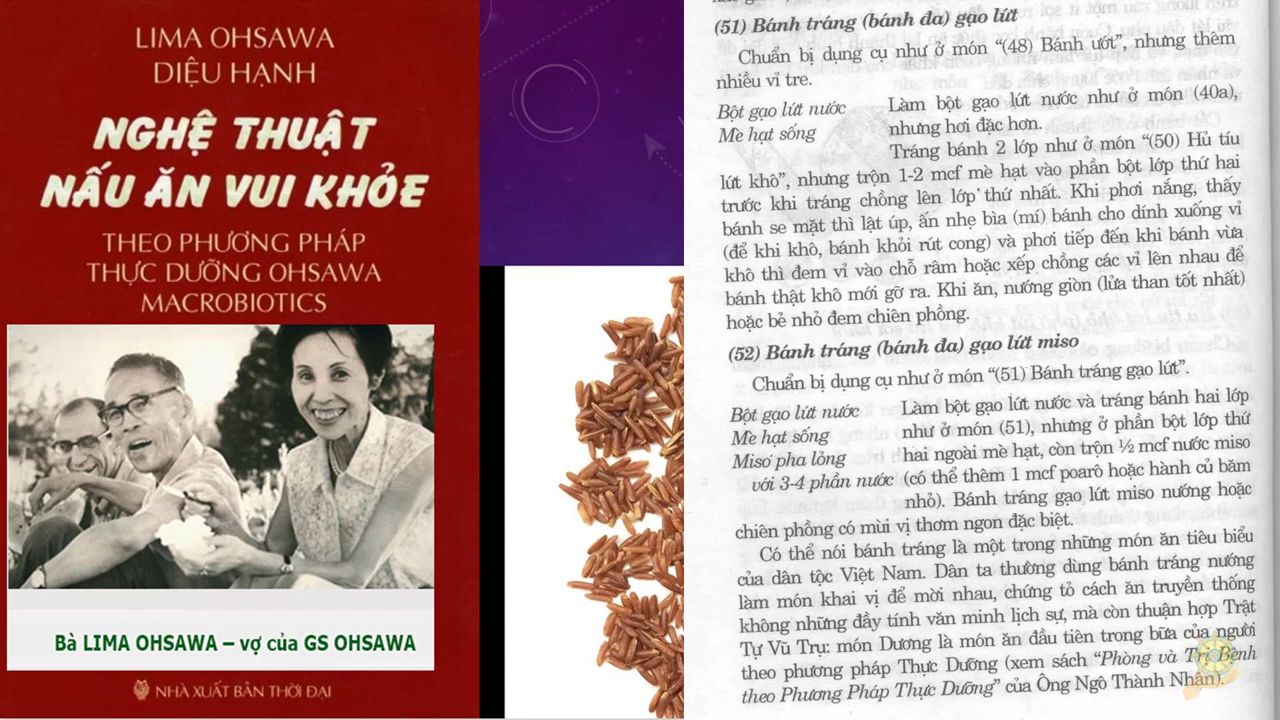 LIMA OHSAWA
DIỆU HẠNH
NGHỆ THUẬT
NẤU ĂN VUI KHỎE
THEO PHƯƠNG PHÁP
THỰC DƯỠNG OHSAWA
MACROBIOTICS
Bà LIMA OHSAWA – vợ của GS OHSAWA
NHÀ XUẤT BẢN THỜI ĐẠI
(51) Bánh tráng (bánh đa) gạo lứt
Chuẩn bị dụng cụ như ở món “(48) Bánh ướt”, nhưng thêm
nhiều vỉ tre.
Bột gạo lứt nước
Mè hạt sống
Làm bột gạo lứt nước như ở món (40a),
nhưng hơi đặc hơn.
Tráng bánh 2 lớp như ở món “(50) Hủ tíu
lứt khô”, nhưng trộn 1-2 mcf mè hạt vào phần bột lớp thứ hai
trước khi tráng chồng lên lớp thứ nhất. Khi phơi nắng, thấy
bánh se mặt thì lật úp, ấn nhẹ bìa (mí) bánh cho dính xuống vỉ
(để khi khô, bánh khỏi rút cong) và phơi tiếp đến khi bánh vừa
khô thì đem vỉ vào chỗ râm hoặc xếp chồng các vỉ lên nhau để
bánh thật khô mới gỡ ra. Khi ăn, nướng giòn (lửa than tốt nhất)
hoặc bẻ nhỏ đem chiên phồng.
(52) Bánh tráng (bánh đa) gạo lứt miso
Chuẩn bị dụng cụ như ở món “(51) Bánh tráng gạo lứt”.
Bột gạo lứt nước
Mè hạt sống
Miso pha lỏng
với 3-4 phần nước
Làm bột gạo lứt nước và tráng bánh hai lớp
như ở món (51), nhưng ở phần bột lớp thứ
hai ngoài mè hạt, còn trộn ½ mcf nước miso
(có thể thêm 1 mcf poarô hoặc hành củ băm
nhỏ). Bánh tráng gạo lứt miso nướng hoặc
chiên phồng có mùi vị thơm ngon đặc biệt.
Có thể nói bánh tráng là một trong những món ăn tiêu biểu
của dân tộc Việt Nam. Dân ta thường dùng bánh tráng nướng
làm món khai vị để mời nhau, chứng tỏ cách ăn truyền thống
không những đầy tính văn minh lịch sự, mà còn thuận hợp Trật
Tự Vũ Trụ: món Dương là món ăn đầu tiên trong bữa của người
theo phương pháp Thực Dưỡng (xem sách “Phòng và Trị Bệnh
theo Phương Pháp Thực Dưỡng” của Ông Ngô Thành Nhân).